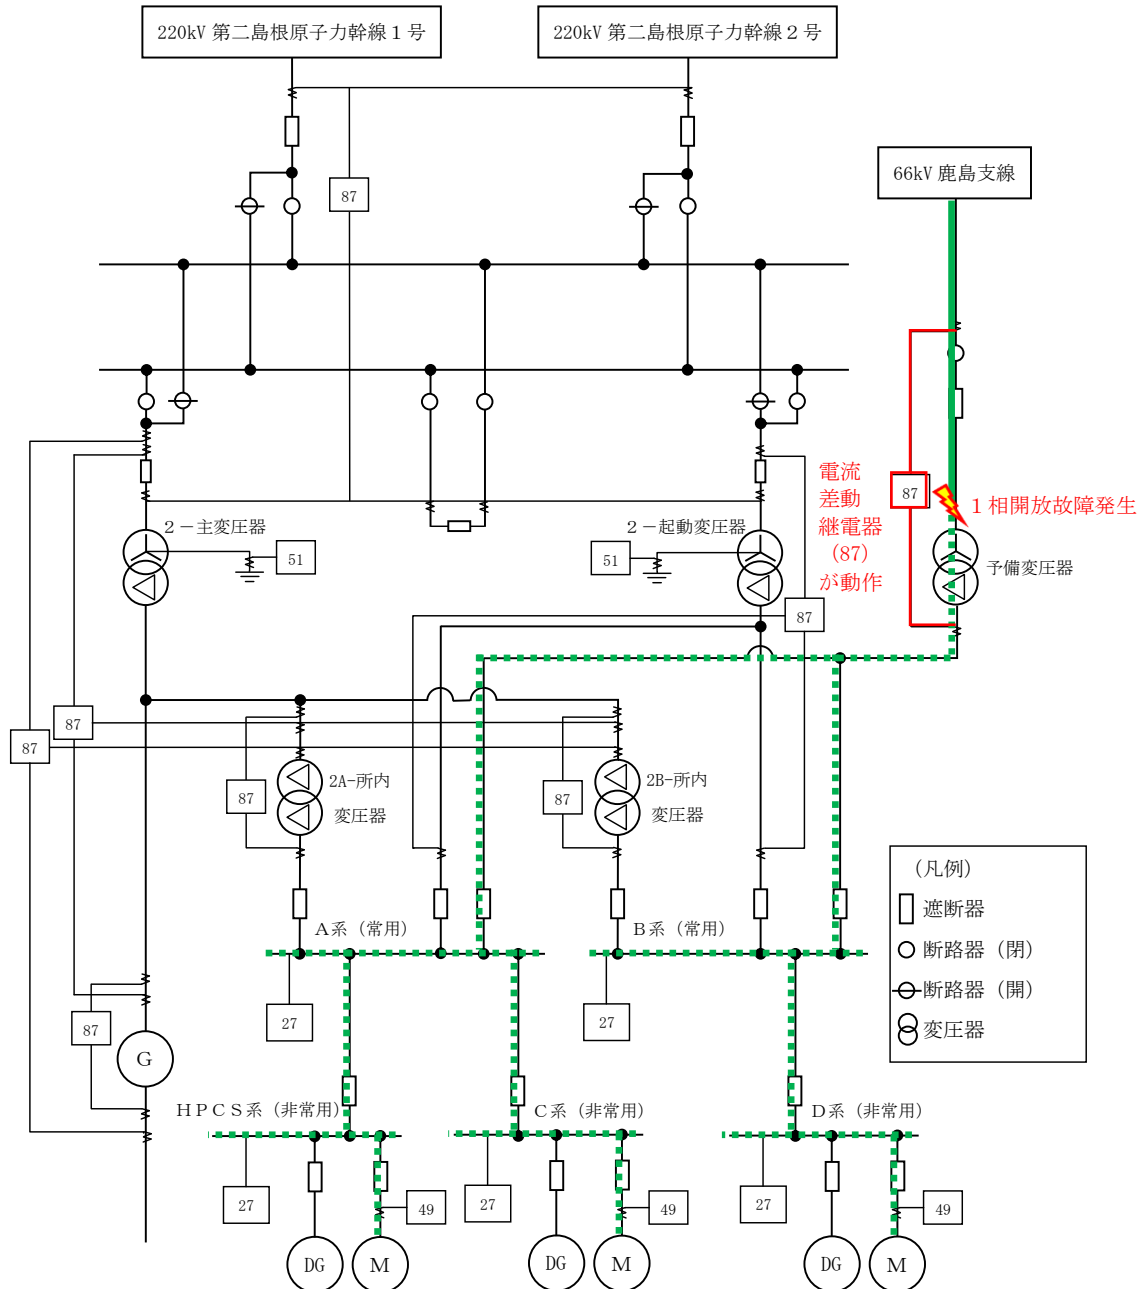 220kV 第二島根原子力幹線１号
220kV 第二島根原子力幹線２号
66kV 鹿島支線
87
87
電流
差動
継電器
(87)
が動作
１相開放故障発生
２－主変圧器
51
２－起動変圧器
51
予備変圧器
87
87
87
87
2A-所内
変圧器
87
2B-所内
変圧器
(凡例)
遮断器
断路器（閉）
断路器（開）
変圧器
A系（常用）
B系（常用）
27
27
87
G
HPCS系（非常用）
C系（非常用）
D系（非常用）
27
49
27
49
27
49
DG
M
DG
M
DG
M